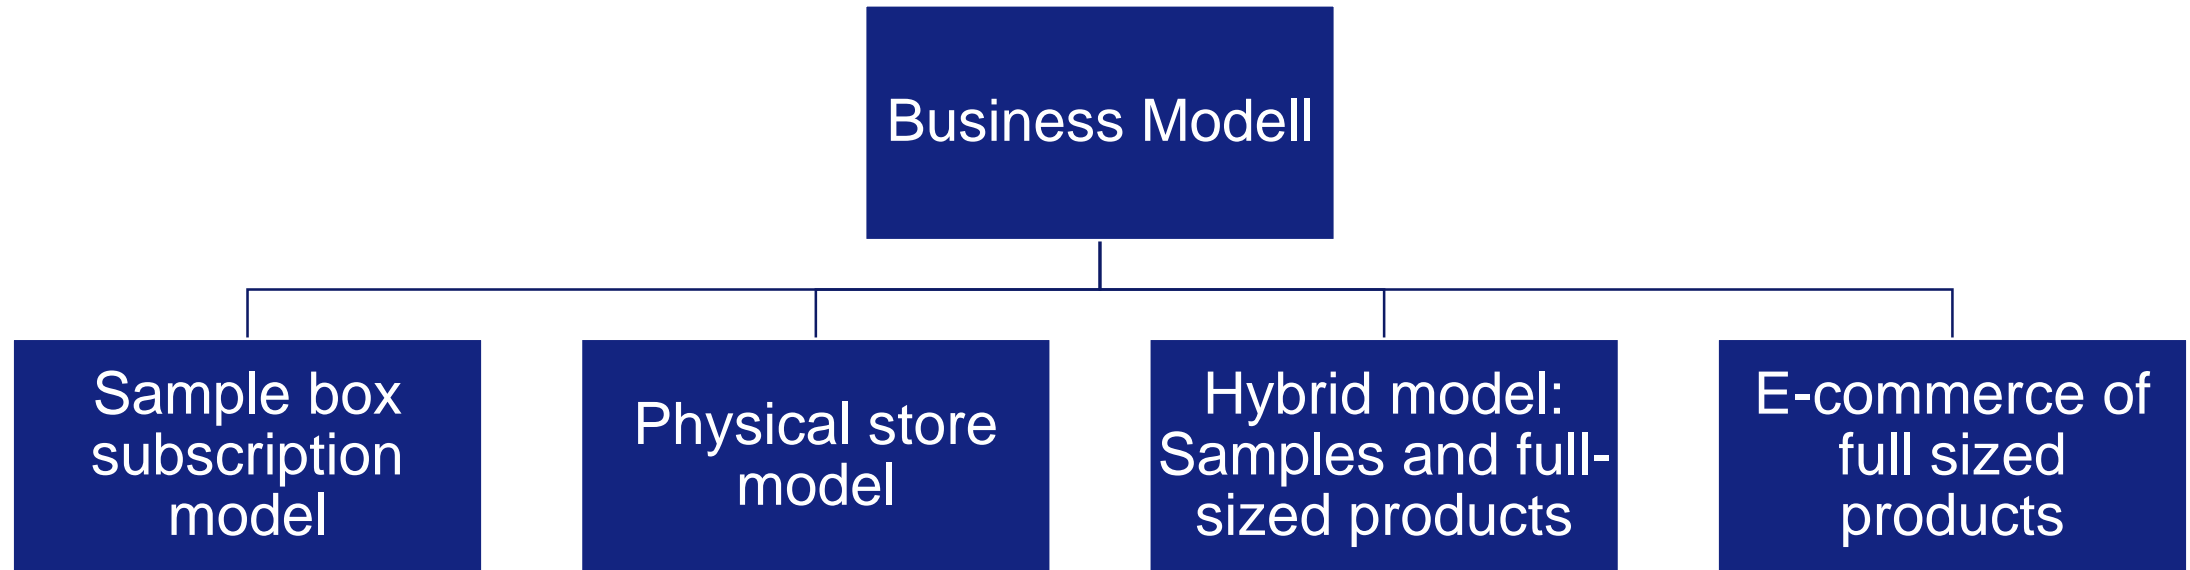 Business Modell
Sample box
subscription
model
Physical store
model
Hybrid model:
Samples and full-
sized products
E-commerce of
full sized
products